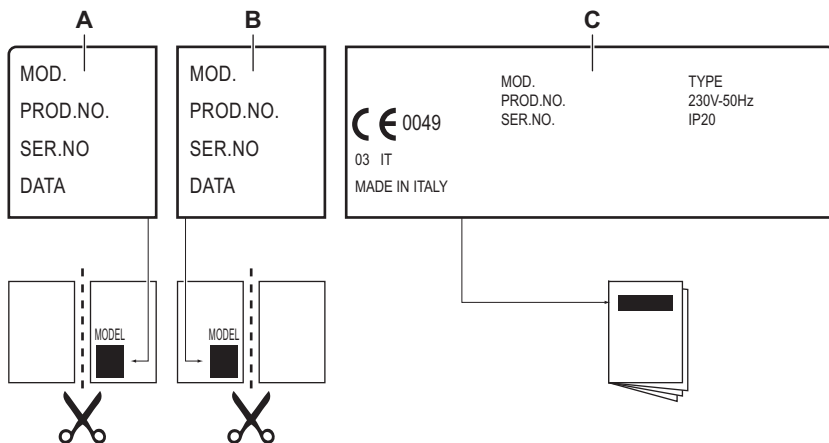 A
B
C
MOD.
PROD.NO.
SER.NO
DATA
MOD.
PROD.NO.
SER.NO
DATA
MOD.
PROD.NO.
SER.NO.
TYPE
230V-50Hz
IP20
CE 0049
03 IT
MADE IN ITALY
MODEL
MODEL